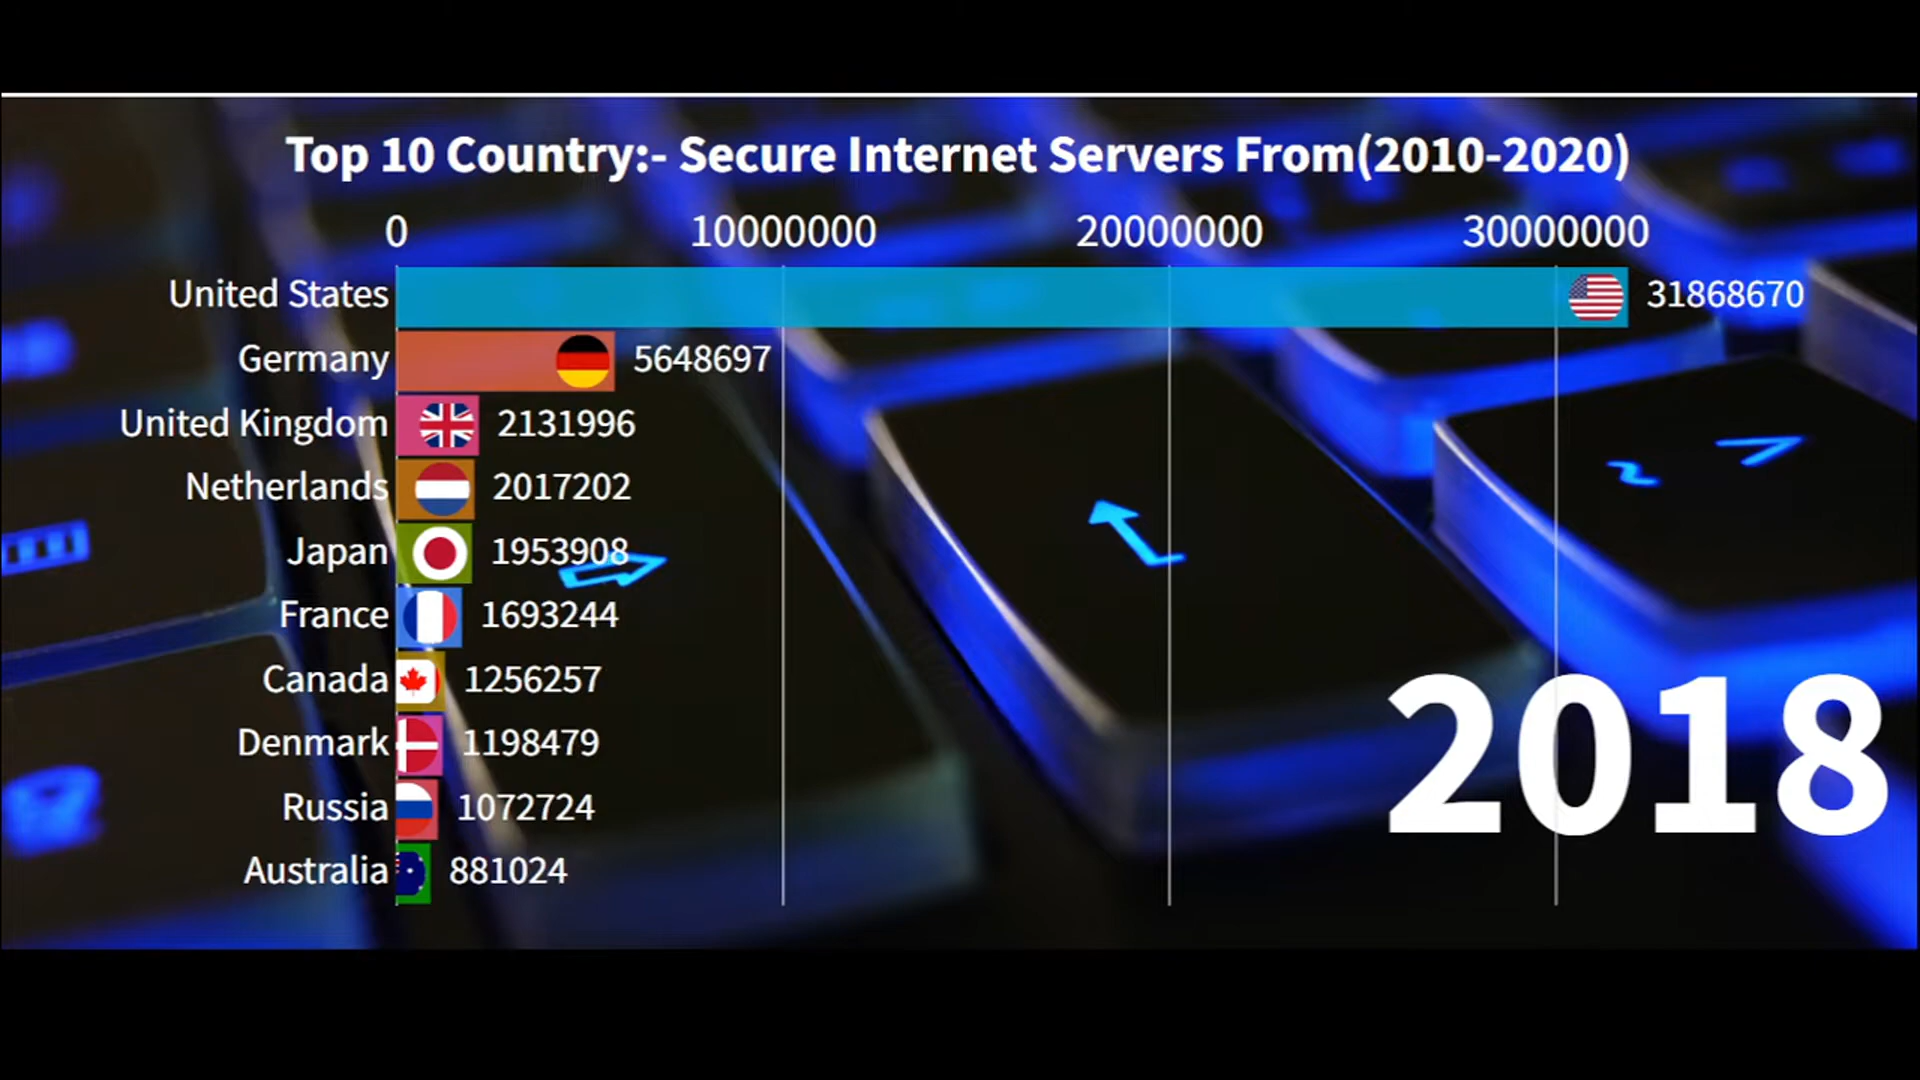 Top 10 Country:- Secure Internet Servers From(2010-2020)
0 10000000 20000000 30000000
United States 31868670
Germany 5648697
United Kingdom 2131996
Netherlands 2017202
Japan 1953908
France 1693244
Canada 1256257
Denmark 1198479
Russia 1072724
Australia 881024
2018